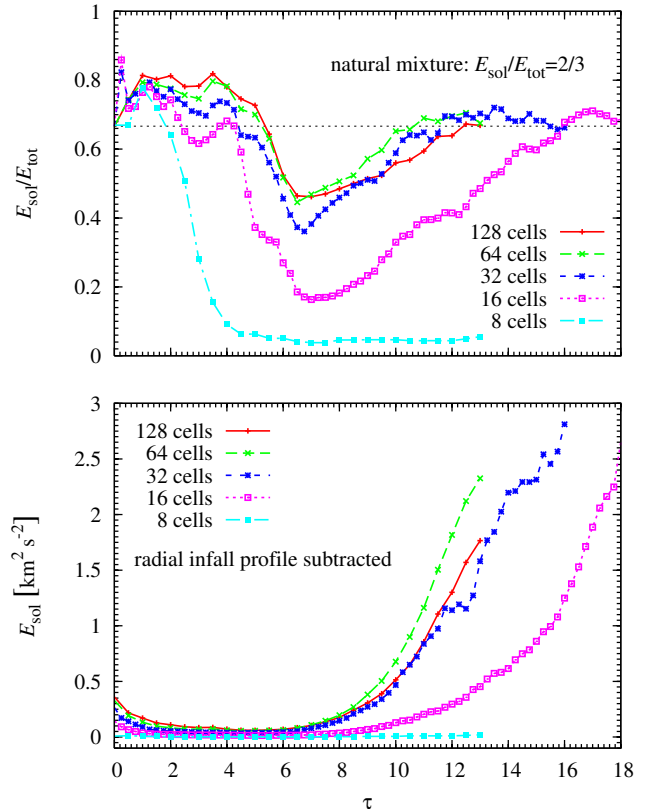 1
0.8
0.6
0.4
0.2
0
E_sol/E_tot
natural mixture: E_sol/E_tot=2/3
128 cells
64 cells
32 cells
16 cells
8 cells
3
2.5
2
1.5
1
0.5
0
E_sol [km² s⁻²]
128 cells
64 cells
32 cells
16 cells
8 cells
radial infall profile subtracted
0 2 4 6 8 10 12 14 16 18
τ